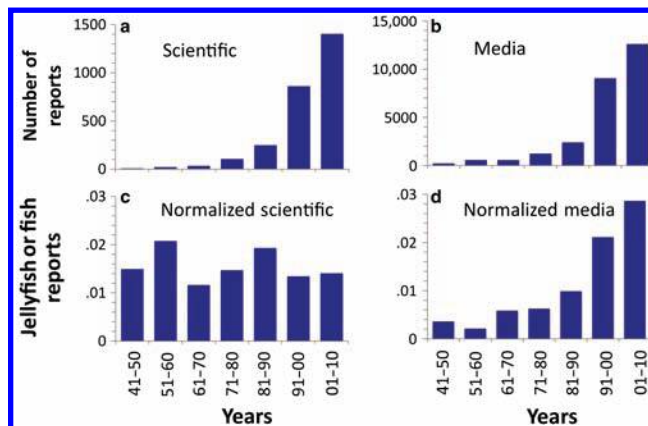 a
Scientific
Number of
reports
1500
1000
500
0
b
Media
15,000
10,000
5000
0
c
Normalized scientific
Jellyfish or fish
reports
.03
.02
.01
0
d
Normalized media
.03
.02
.01
0
41–50
51–60
61–70
71–80
81–90
91–00
01–10
Years
41–50
51–60
61–70
71–80
81–90
91–00
01–10
Years